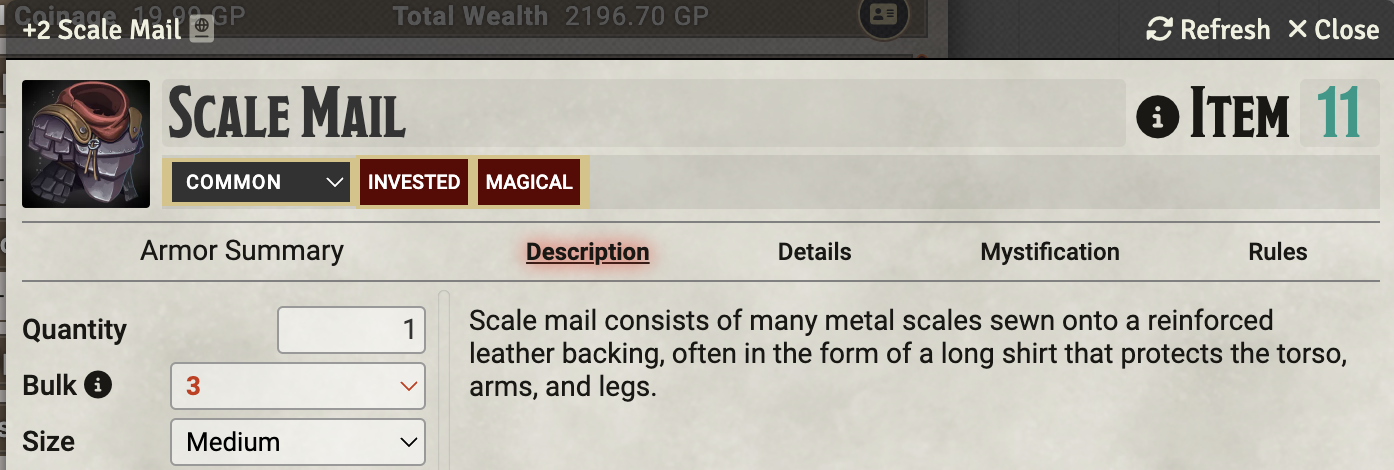 Coinage 19.99 GP Total Wealth 2196.70 GP
+2 Scale Mail Refresh Close
Scale Mail Item 11
COMMON INVESTED MAGICAL
Armor Summary Description Details Mystification Rules
Quantity 1
Bulk 3
Size Medium
Scale mail consists of many metal scales sewn onto a reinforced
leather backing, often in the form of a long shirt that protects the torso,
arms, and legs.